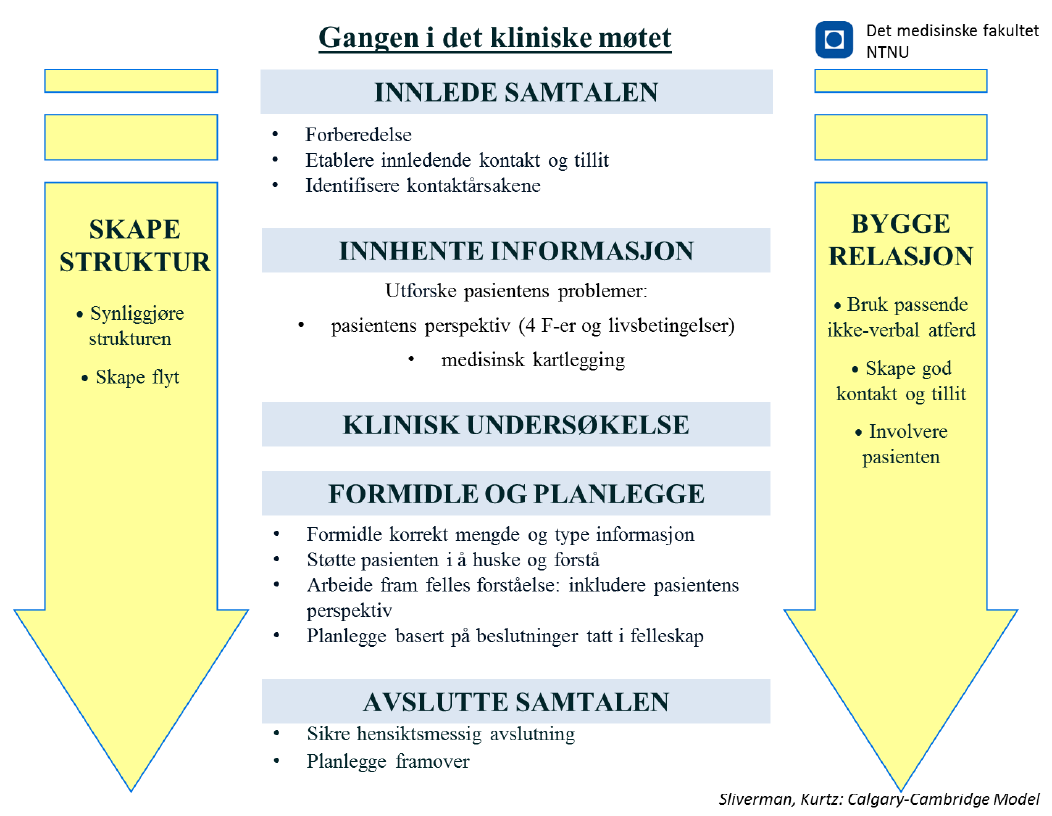 Gangen i det kliniske møtet
Det medisinske fakultet
NTNU
INNLEDE SAMTALEN
• Forberedelse
• Etablere innledende kontakt og tillit
• Identifisere kontaktårsakene
SKAPE
STRUKTUR
• Synliggjøre
strukturen
• Skape flyt
INNHENTE INFORMASJON
Utforske pasientens problemer:
• pasientens perspektiv (4 F-er og livsbetingelser)
• medisinsk kartlegging
BYGGE
RELASJON
• Bruk passende
ikke-verbal atferd
• Skape god
kontakt og tillit
• Involvere
pasienten
KLINISK UNDERSØKELSE
FORMIDLE OG PLANLEGGE
• Formidle korrekt mengde og type informasjon
• Støtte pasienten i å huske og forstå
• Arbeide fram felles forståelse: inkludere pasientens
perspektiv
• Planlegge basert på beslutninger tatt i felleskap
AVSLUTTE SAMTALEN
• Sikre hensiktsmessig avslutning
• Planlegge framover
Sliverman, Kurtz: Calgary-Cambridge Model